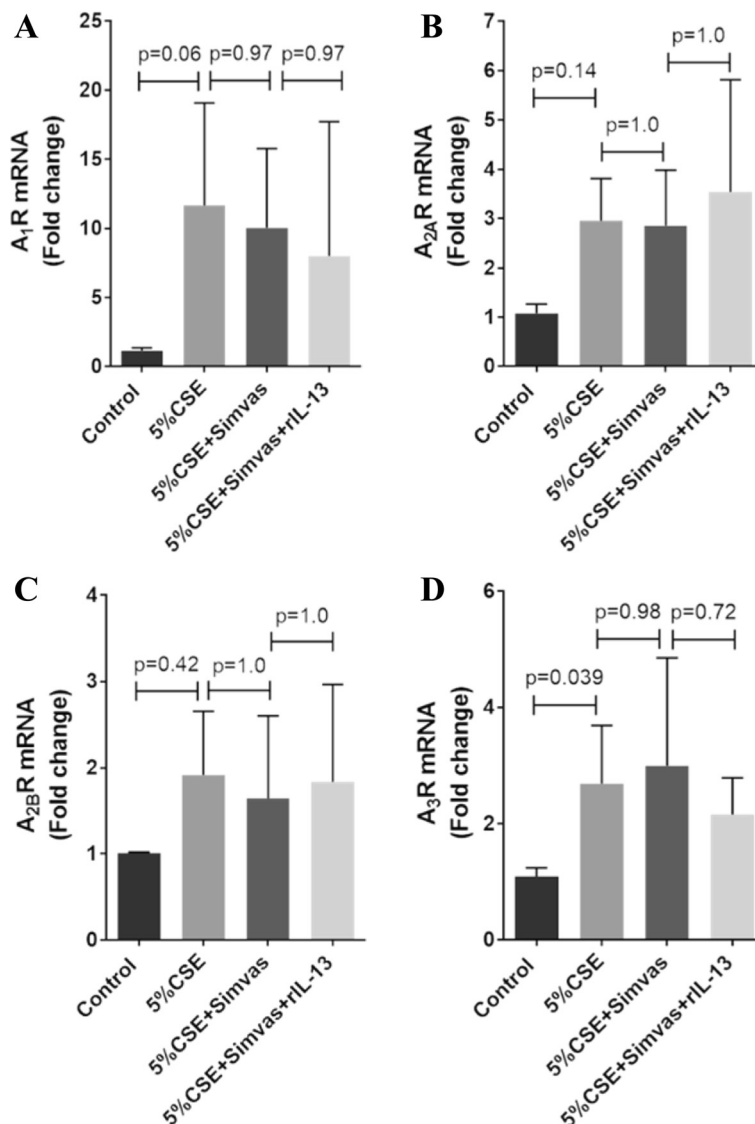 A
A₁R mRNA
(Fold change)
25
20
15
10
5
0
p=0.06
p=0.97
p=0.97
Control
5%CSE
5%CSE+Simvas
5%CSE+Simvas+rIL-13
B
A₂ₐR mRNA
(Fold change)
7
6
5
4
3
2
1
0
p=0.14
p=1.0
p=1.0
Control
5%CSE
5%CSE+Simvas
5%CSE+Simvas+rIL-13
C
A2BR mRNA
(Fold change)
4
3
2
1
0
p=0.42
p=1.0
p=1.0
Control
5%CSE
5%CSE+Simvas
5%CSE+Simvas+rIL-13
D
A₃R mRNA
(Fold change)
6
4
2
0
p=0.039
p=0.98
p=0.72
Control
5%CSE
5%CSE+Simvas
5%CSE+Simvas+rIL-13